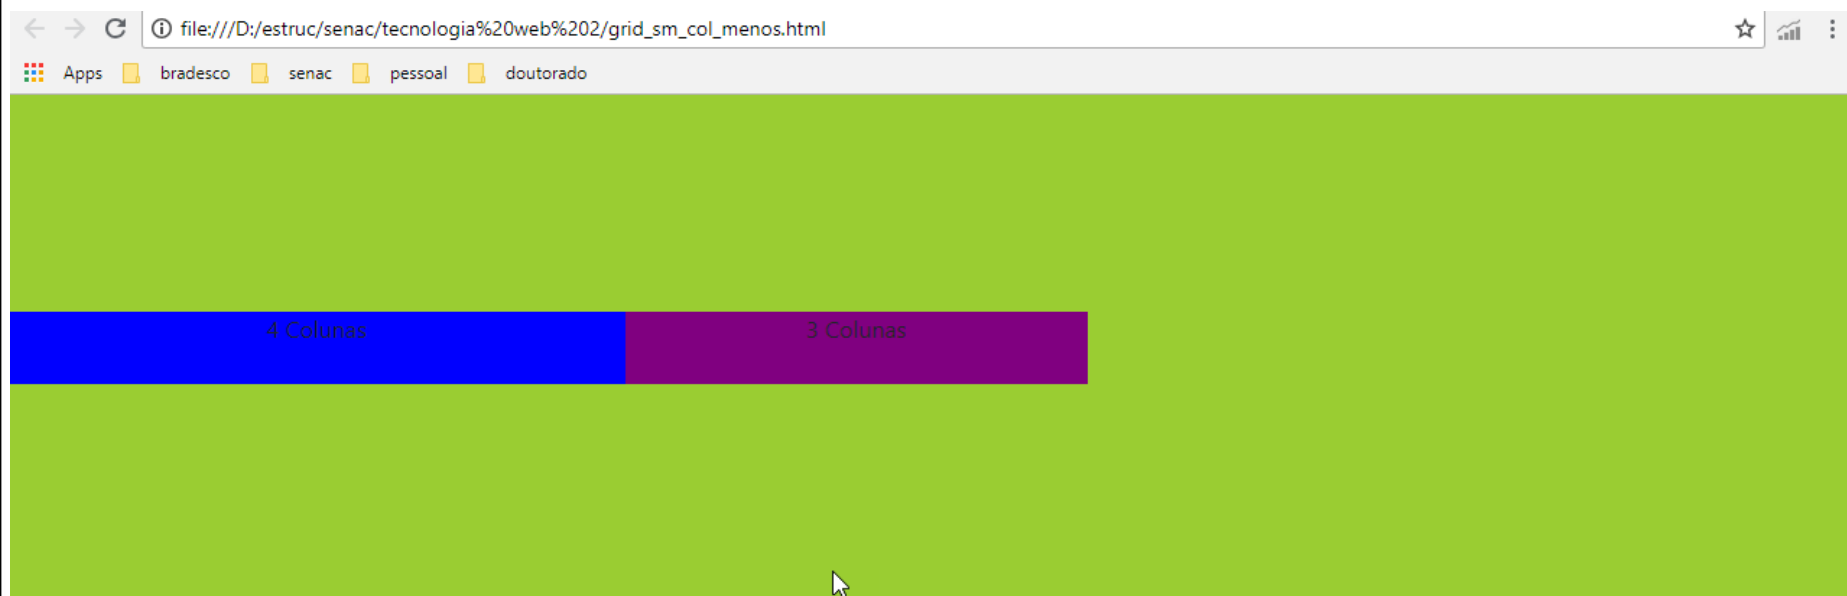 file:///D:/estruc/senac/tecnologia%20web%202/grid_sm_col_menos.html
Apps bradesco senac pessoal doutorado
4 Colunas 3 Colunas